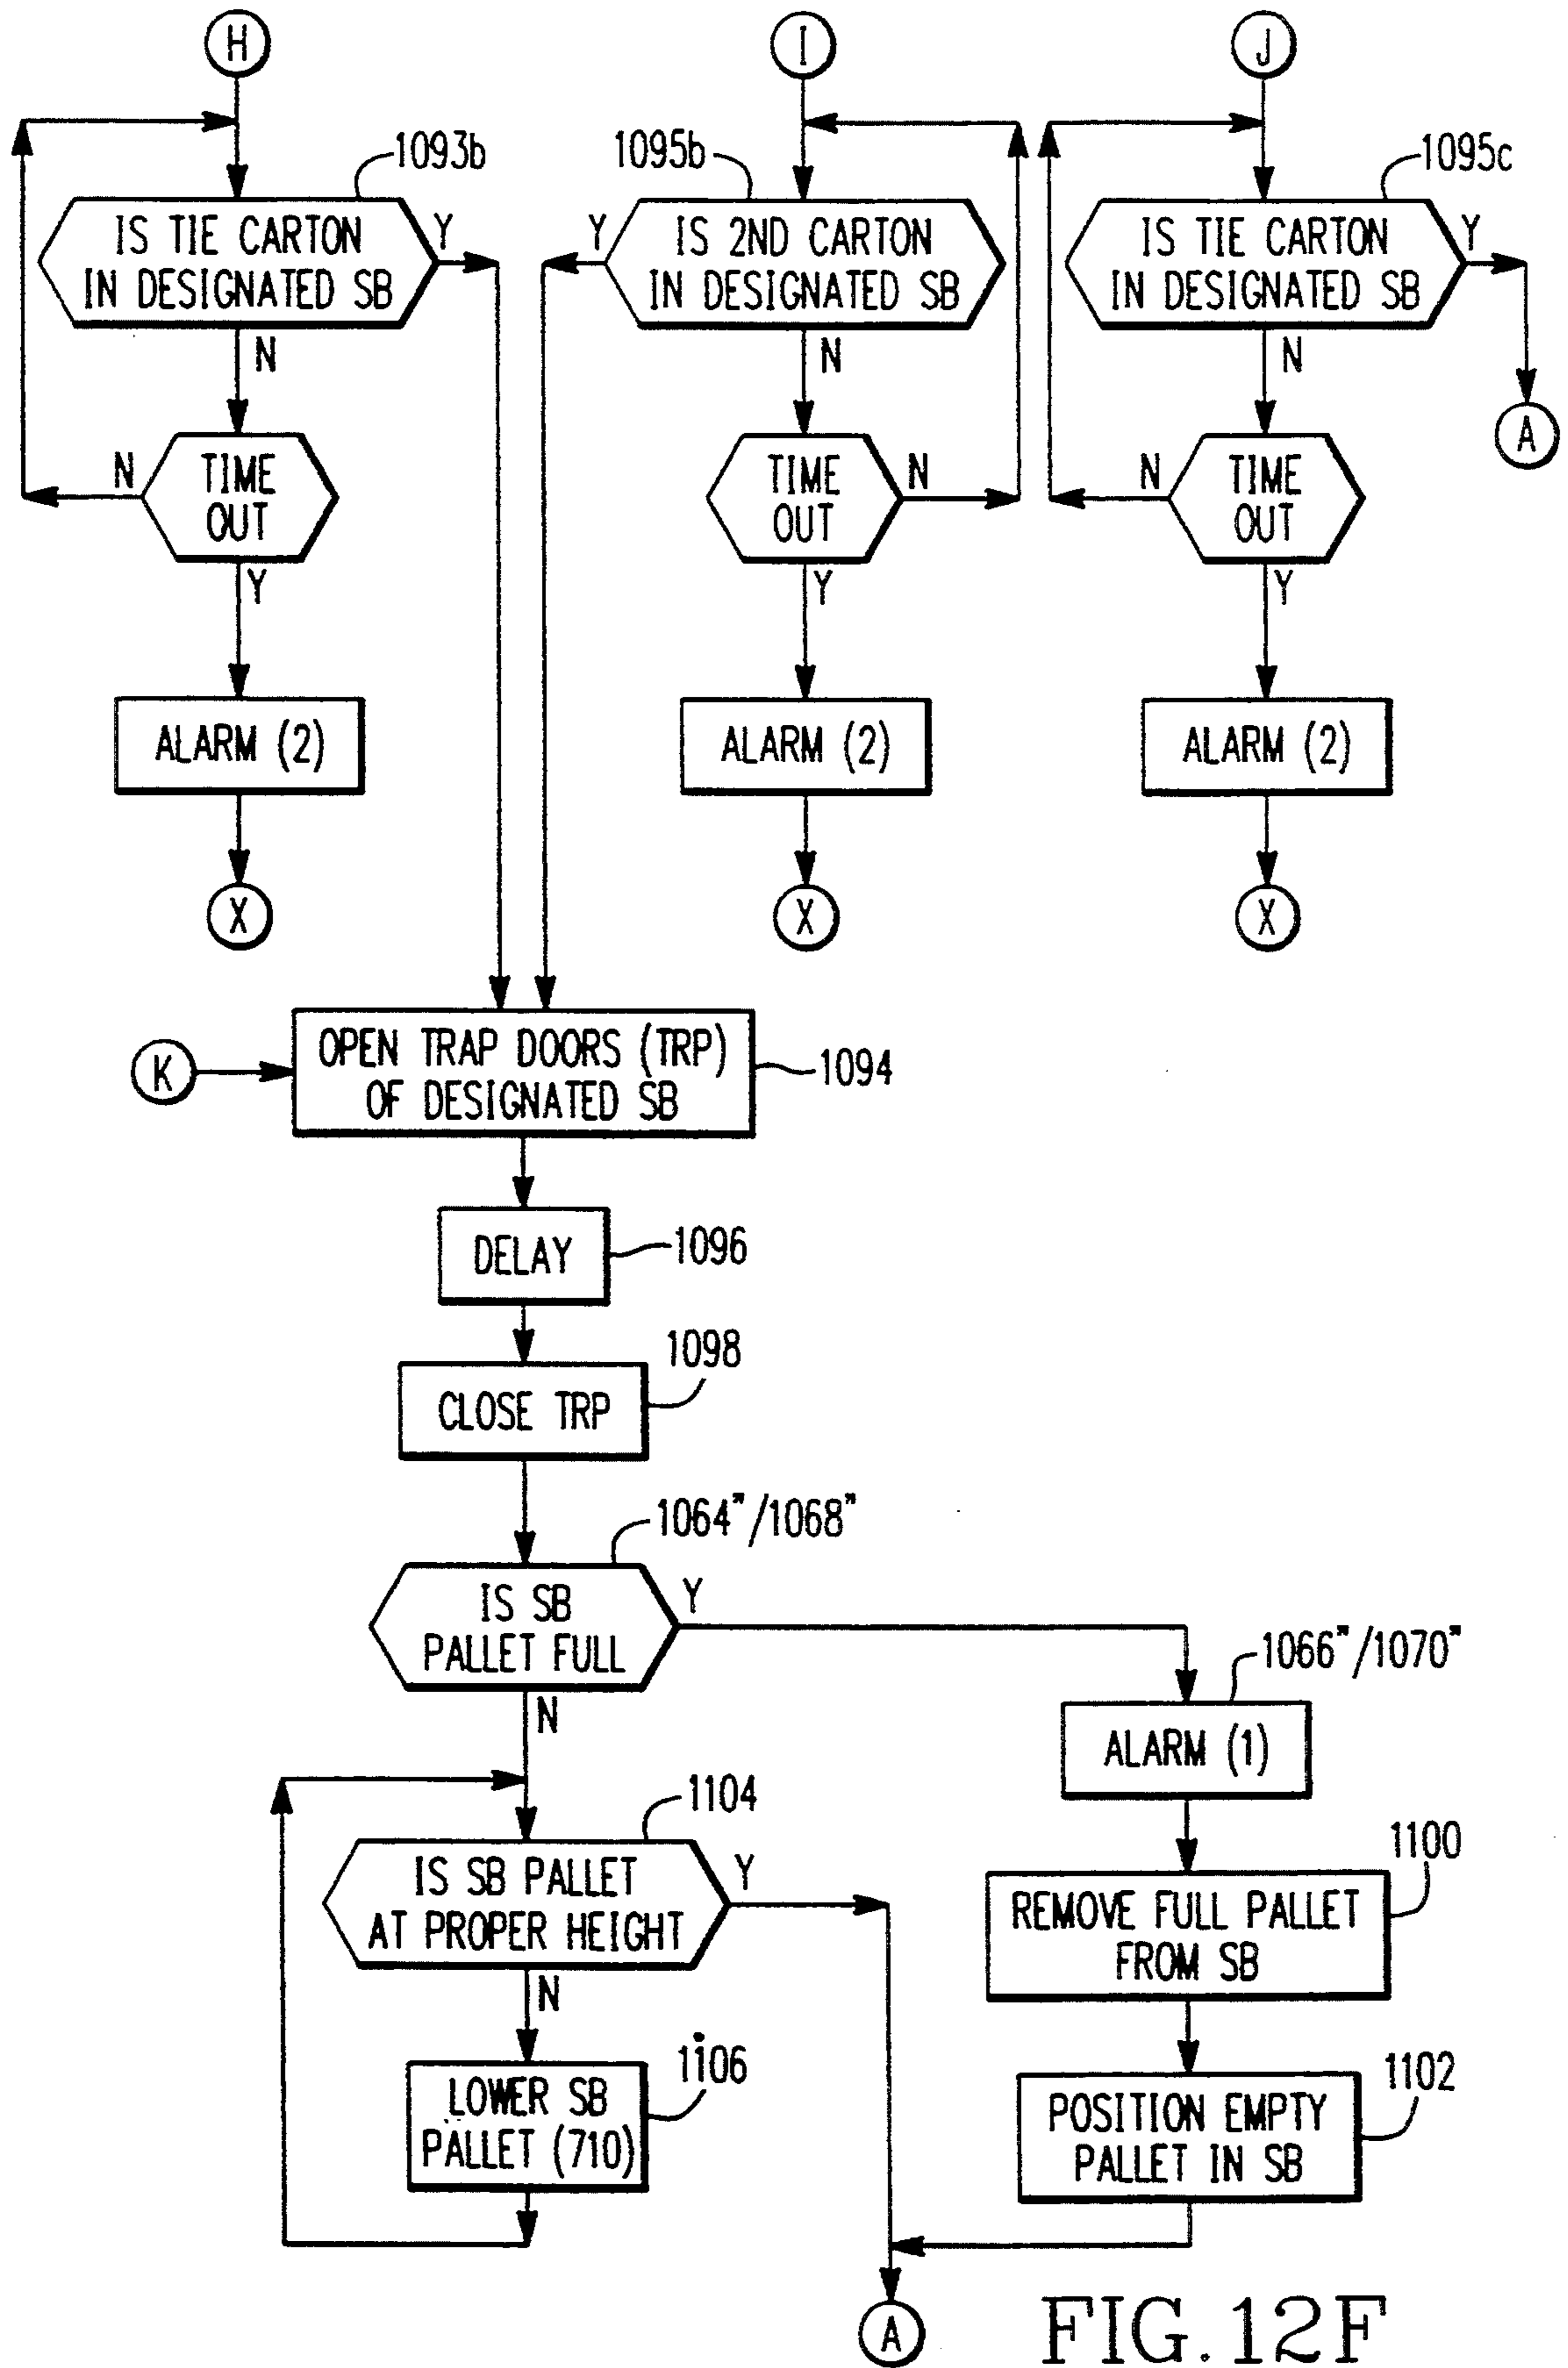 H
I
J
1093b
1095b
1095c
IS TIE CARTON
IN DESIGNATED SB
Y
N
Y
IS 2ND CARTON
IN DESIGNATED SB
N
IS TIE CARTON
IN DESIGNATED SB
Y
N
A
N
TIME
OUT
Y
TIME
OUT
N
Y
N
TIME
OUT
Y
ALARM (2)
ALARM (2)
ALARM (2)
X
X
X
K
OPEN TRAP DOORS (TRP)
OF DESIGNATED SB
1094
DELAY
1096
1098
CLOSE TRP
1064"/1068"
IS SB
PALLET FULL
Y
N
1066"/1070"
ALARM (1)
1104
IS SB PALLET
AT PROPER HEIGHT
Y
N
1100
REMOVE FULL PALLET
FROM SB
1106
LOWER SB
PALLET (710)
1102
POSITION EMPTY
PALLET IN SB
A
FIG. 12F